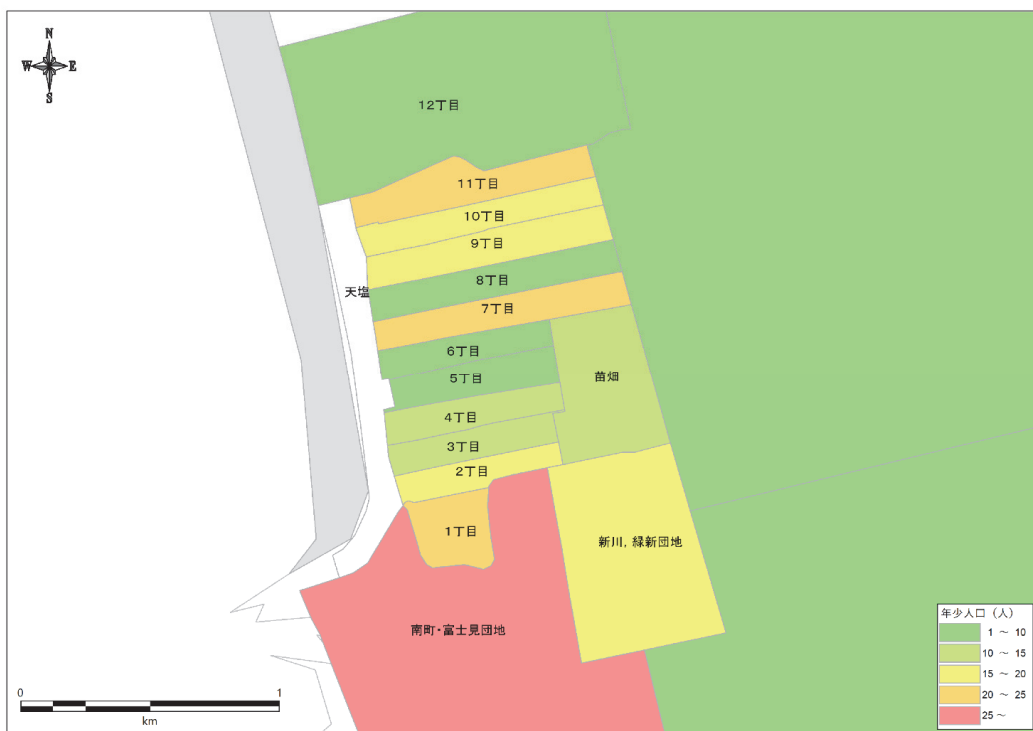 N
W E
S
12丁目
11丁目
10丁目
9丁目
8丁目
天塩
7丁目
6丁目
5丁目
苗畑
4丁目
3丁目
2丁目
1丁目
新川, 緑新団地
南町・富士見団地
年少人口 (人)
1 ~ 10
10 ~ 15
15 ~ 20
20 ~ 25
25~
0 1
km